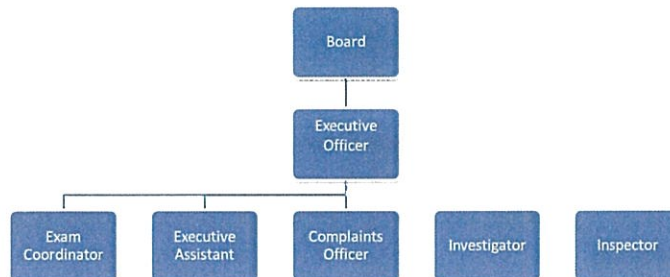 Board
Executive
Officer
Exam
Coordinator
Executive
Assistant
Complaints
Officer
Investigator
Inspector